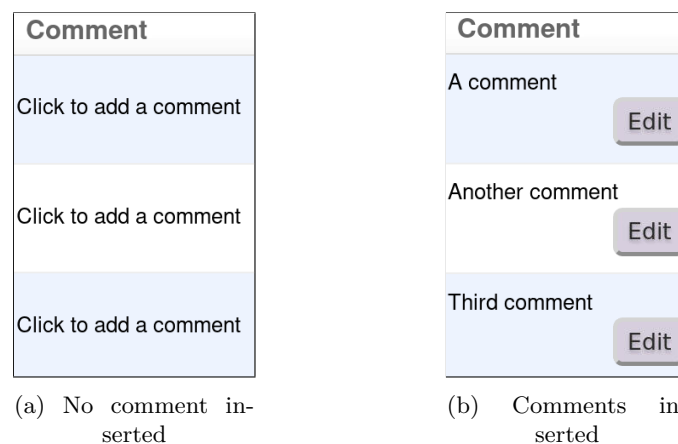 Comment
Click to add a comment
Click to add a comment
Click to add a comment
(a) No comment in-
serted
Comment
A comment
Edit
Another comment
Edit
Third comment
Edit
(b) Comments in
serted